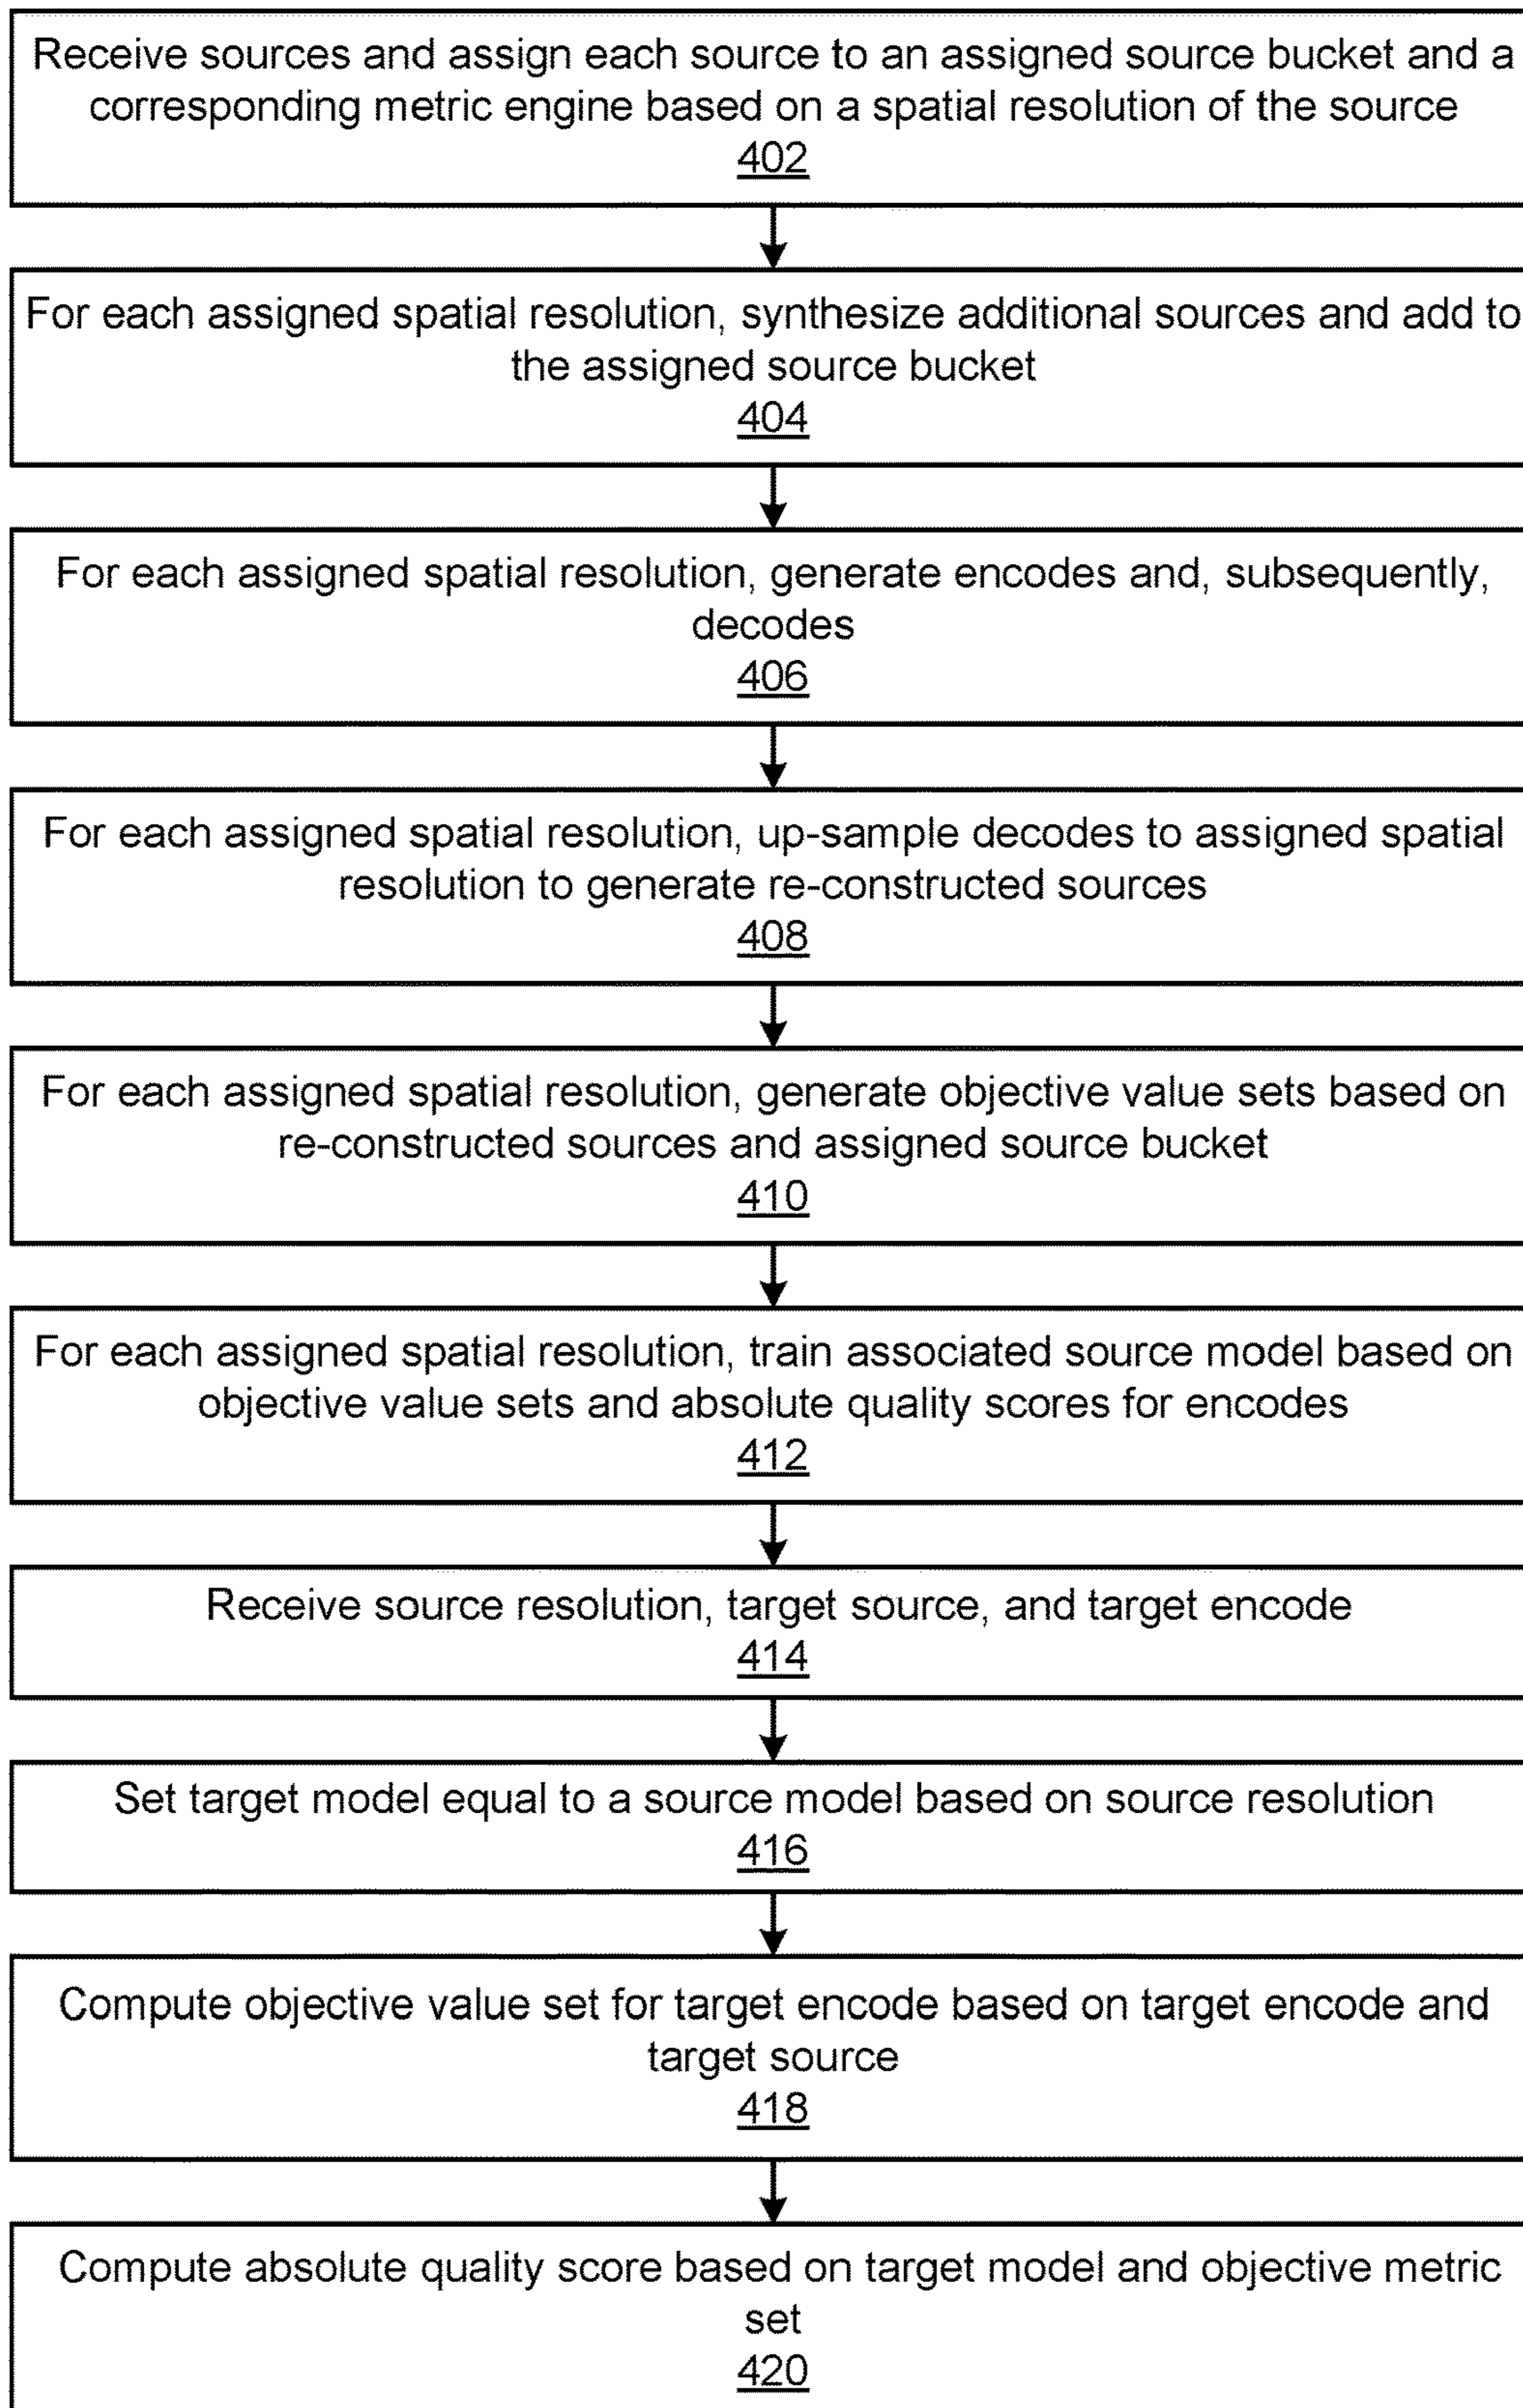 Receive sources and assign each source to an assigned source bucket and a
corresponding metric engine based on a spatial resolution of the source
402
For each assigned spatial resolution, synthesize additional sources and add to
the assigned source bucket
404
For each assigned spatial resolution, generate encodes and, subsequently,
decodes
406
For each assigned spatial resolution, up-sample decodes to assigned spatial
resolution to generate re-constructed sources
408
For each assigned spatial resolution, generate objective value sets based on
re-constructed sources and assigned source bucket
410
For each assigned spatial resolution, train associated source model based on
objective value sets and absolute quality scores for encodes
412
Receive source resolution, target source, and target encode
414
Set target model equal to a source model based on source resolution
416
Compute objective value set for target encode based on target encode and
target source
418
Compute absolute quality score based on target model and objective metric
set
420